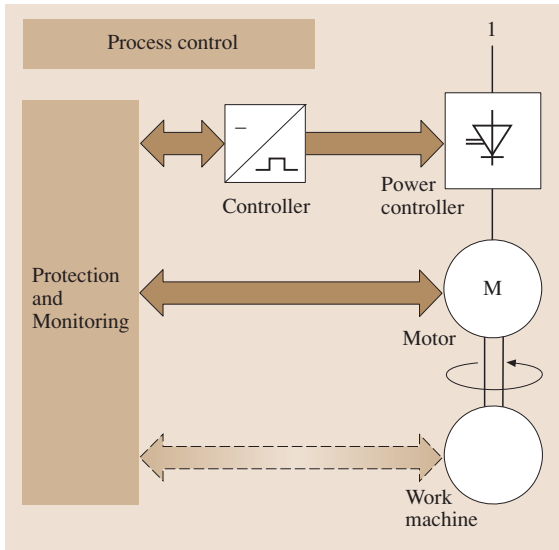 Process control
1
Controller
Power
controller
Protection
and
Monitoring
M
Motor
Work
machine